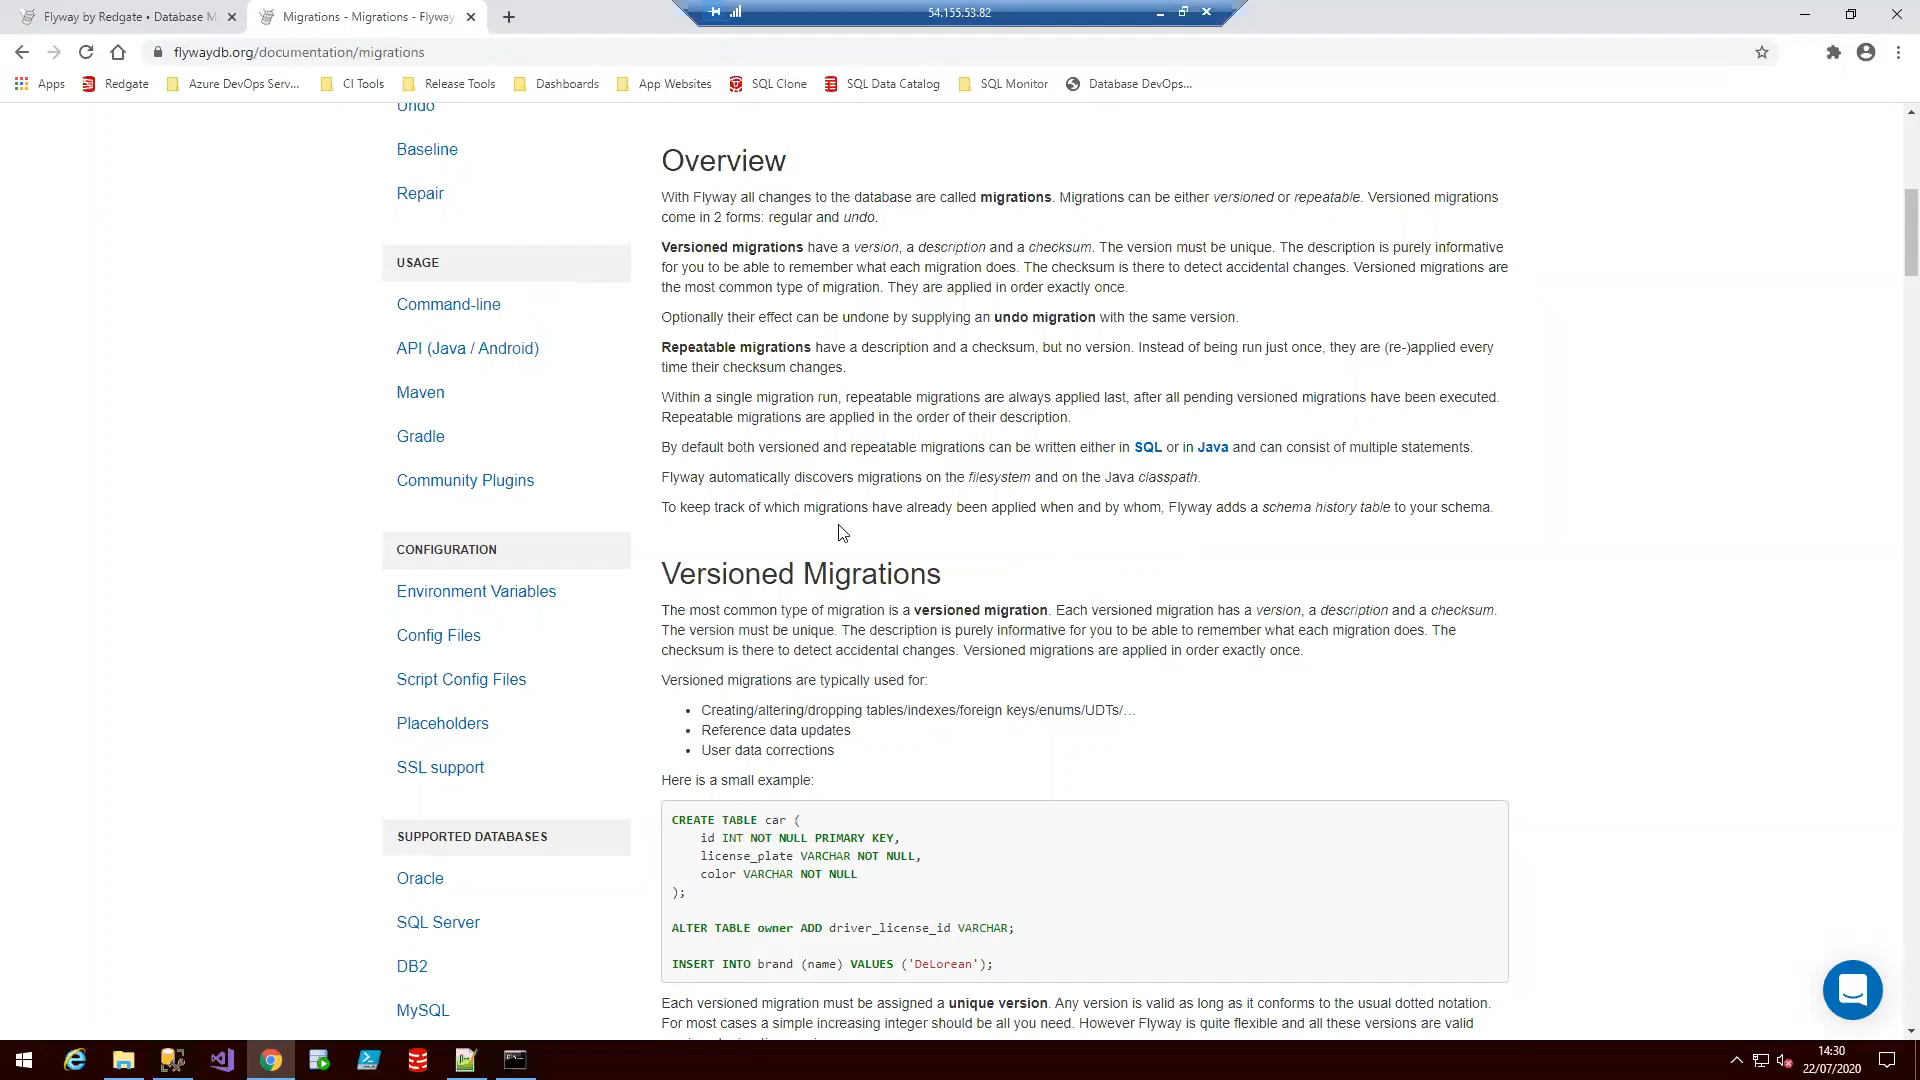 Flyway by Redgate • Database M
Migrations - Migrations - Flyway
54.155.53.82
flywaydb.org/documentation/migrations
Apps
Redgate
Azure DevOps Serv...
CI Tools
Release Tools
Dashboards
App Websites
SQL Clone
SQL Data Catalog
SQL Monitor
Database DevOps...
Undo
Baseline
Repair
USAGE
Command-line
API (Java / Android)
Maven
Gradle
Community Plugins
CONFIGURATION
Environment Variables
Config Files
Script Config Files
Placeholders
SSL support
SUPPORTED DATABASES
Oracle
SQL Server
DB2
MySQL
Overview
With Flyway all changes to the database are called migrations. Migrations can be either versioned or repeatable. Versioned migrations
come in 2 forms: regular and undo.
Versioned migrations have a version, a description and a checksum. The version must be unique. The description is purely informative
for you to be able to remember what each migration does. The checksum is there to detect accidental changes. Versioned migrations are
the most common type of migration. They are applied in order exactly once.
Optionally their effect can be undone by supplying an undo migration with the same version.
Repeatable migrations have a description and a checksum, but no version. Instead of being run just once, they are (re-)applied every
time their checksum changes.
Within a single migration run, repeatable migrations are always applied last, after all pending versioned migrations have been executed.
Repeatable migrations are applied in the order of their description.
By default both versioned and repeatable migrations can be written either in SQL or in Java and can consist of multiple statements.
Flyway automatically discovers migrations on the filesystem and on the Java classpath.
To keep track of which migrations have already been applied when and by whom, Flyway adds a schema history table to your schema.
Versioned Migrations
The most common type of migration is a versioned migration. Each versioned migration has a version, a description and a checksum.
The version must be unique. The description is purely informative for you to be able to remember what each migration does. The
checksum is there to detect accidental changes. Versioned migrations are applied in order exactly once.
Versioned migrations are typically used for:
• Creating/altering/dropping tables/indexes/foreign keys/enums/UDTs/…
• Reference data updates
• User data corrections
Here is a small example:
CREATE TABLE car (
id INT NOT NULL PRIMARY KEY,
license_plate VARCHAR NOT NULL,
color VARCHAR NOT NULL
);
ALTER TABLE owner ADD driver_license_id VARCHAR;
INSERT INTO brand (name) VALUES ('DeLorean');
Each versioned migration must be assigned a unique version. Any version is valid as long as it conforms to the usual dotted notation.
For most cases a simple increasing integer should be all you need. However Flyway is quite flexible and all these versions are valid
14:30
22/07/2020